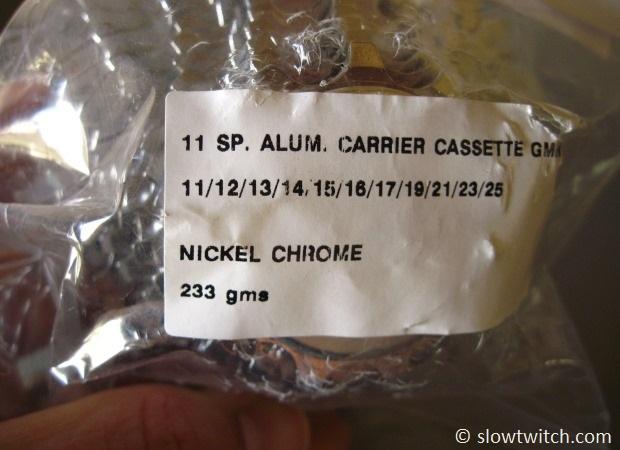 11 SP. ALUM. CARRIER CASSETTE
11/12/13/14/15/16/17/19/21/23/25
NICKEL CHROME
233 gms
© slowtwitch.com